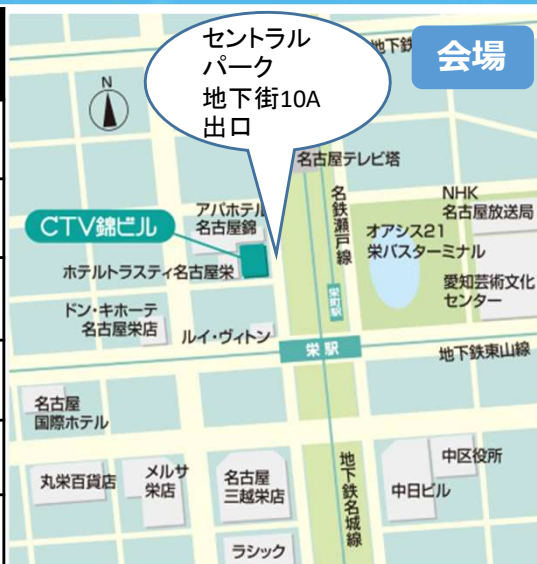 セントラル
パーク
地下街10A
出口
地下鉄
会場
N
名古屋テレビ塔
名鉄瀬戸線
NHK
名古屋放送局
アパホテル
名古屋錦
CTV錦ビル
オアシス21
栄バスターミナル
ホテルトラスティ名古屋栄
愛知芸術文化
センター
栄町駅
ドン・キホーテ
名古屋栄店
ルイ・ヴィトン
栄駅
地下鉄東山線
名古屋
国際ホテル
丸栄百貨店
メルサ
栄店
名古屋
三越栄店
地下鉄名城線
中区役所
中日ビル
ラシック